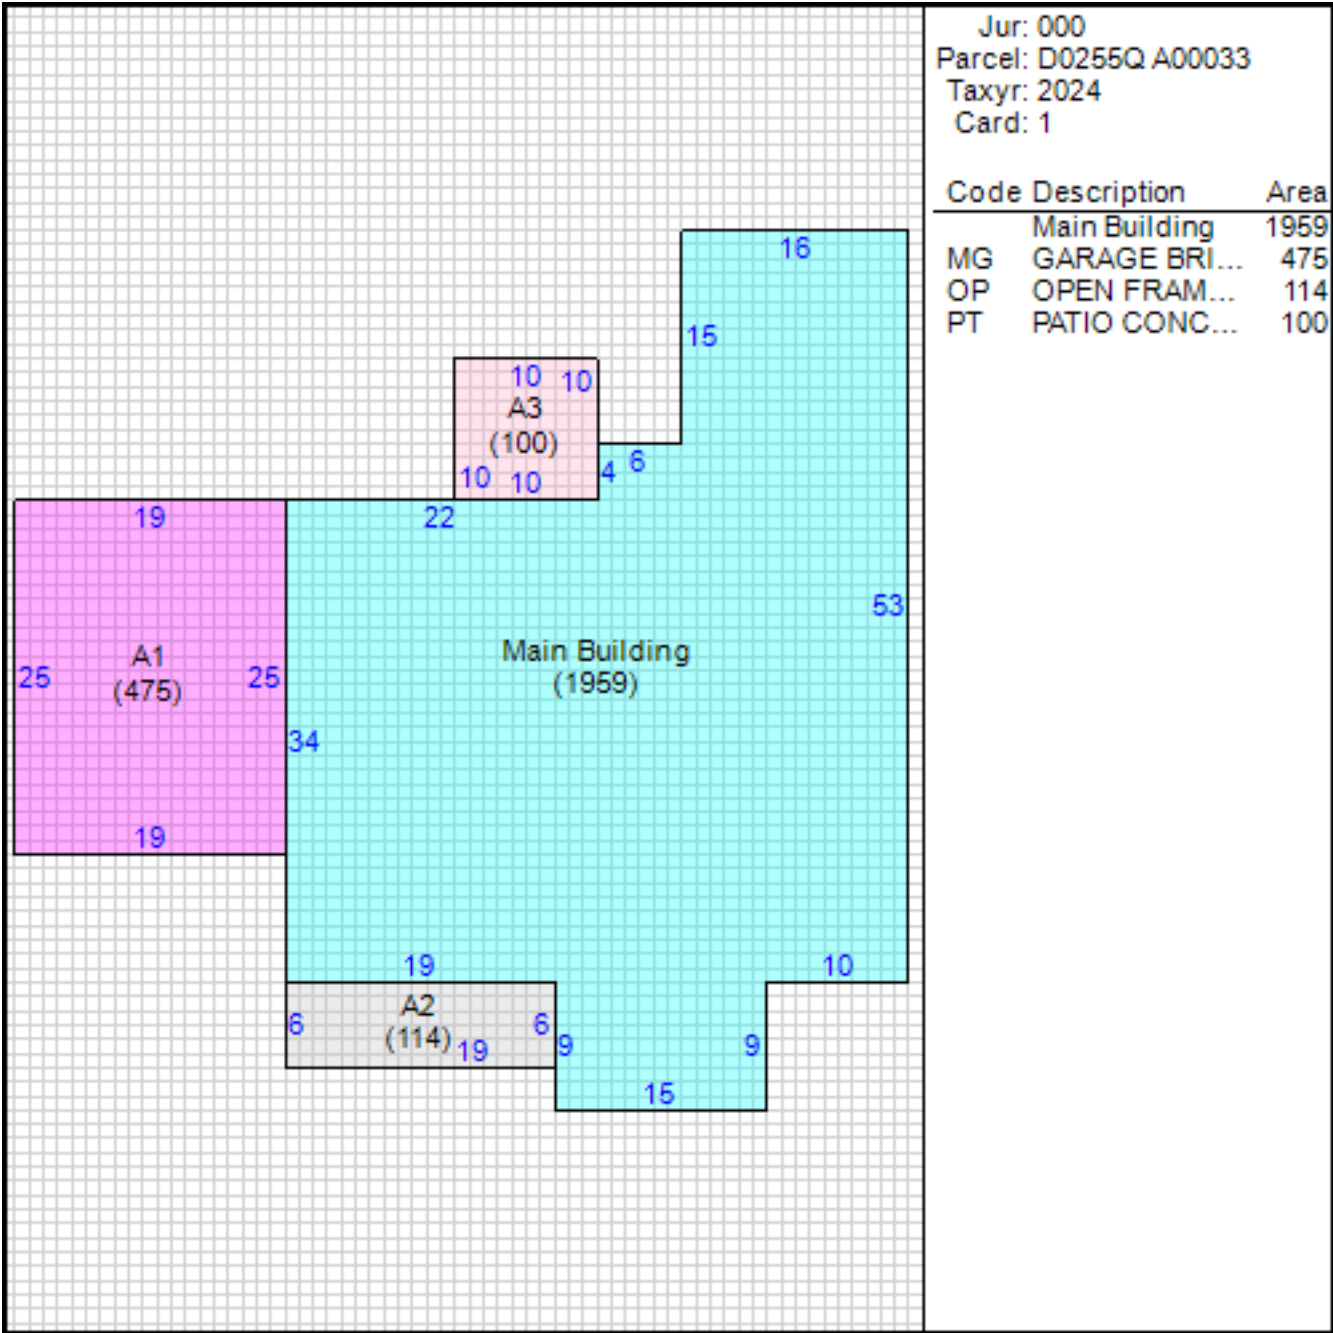 Jur: 000
Parcel: D0255Q A00033
Taxyr: 2024
Card: 1
Code Description Area
Main Building 1959
MG GARAGE BRI... 475
OP OPEN FRAM... 114
PT PATIO CONC... 100
16
15
10 10
A3
(100)
10 10
4 6
19
22
53
Main Building
(1959)
A1
(475)
25 25
34
19
19
10
A2
(114)
6 6
19
9 9
15